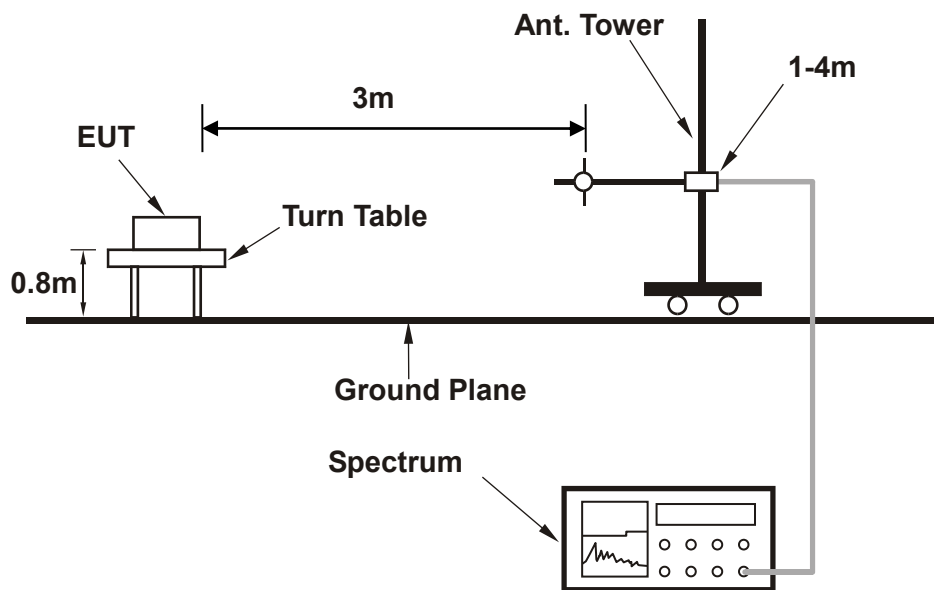 Ant. Tower
1-4m
3m
EUT
Turn Table
0.8m
Ground Plane
Spectrum